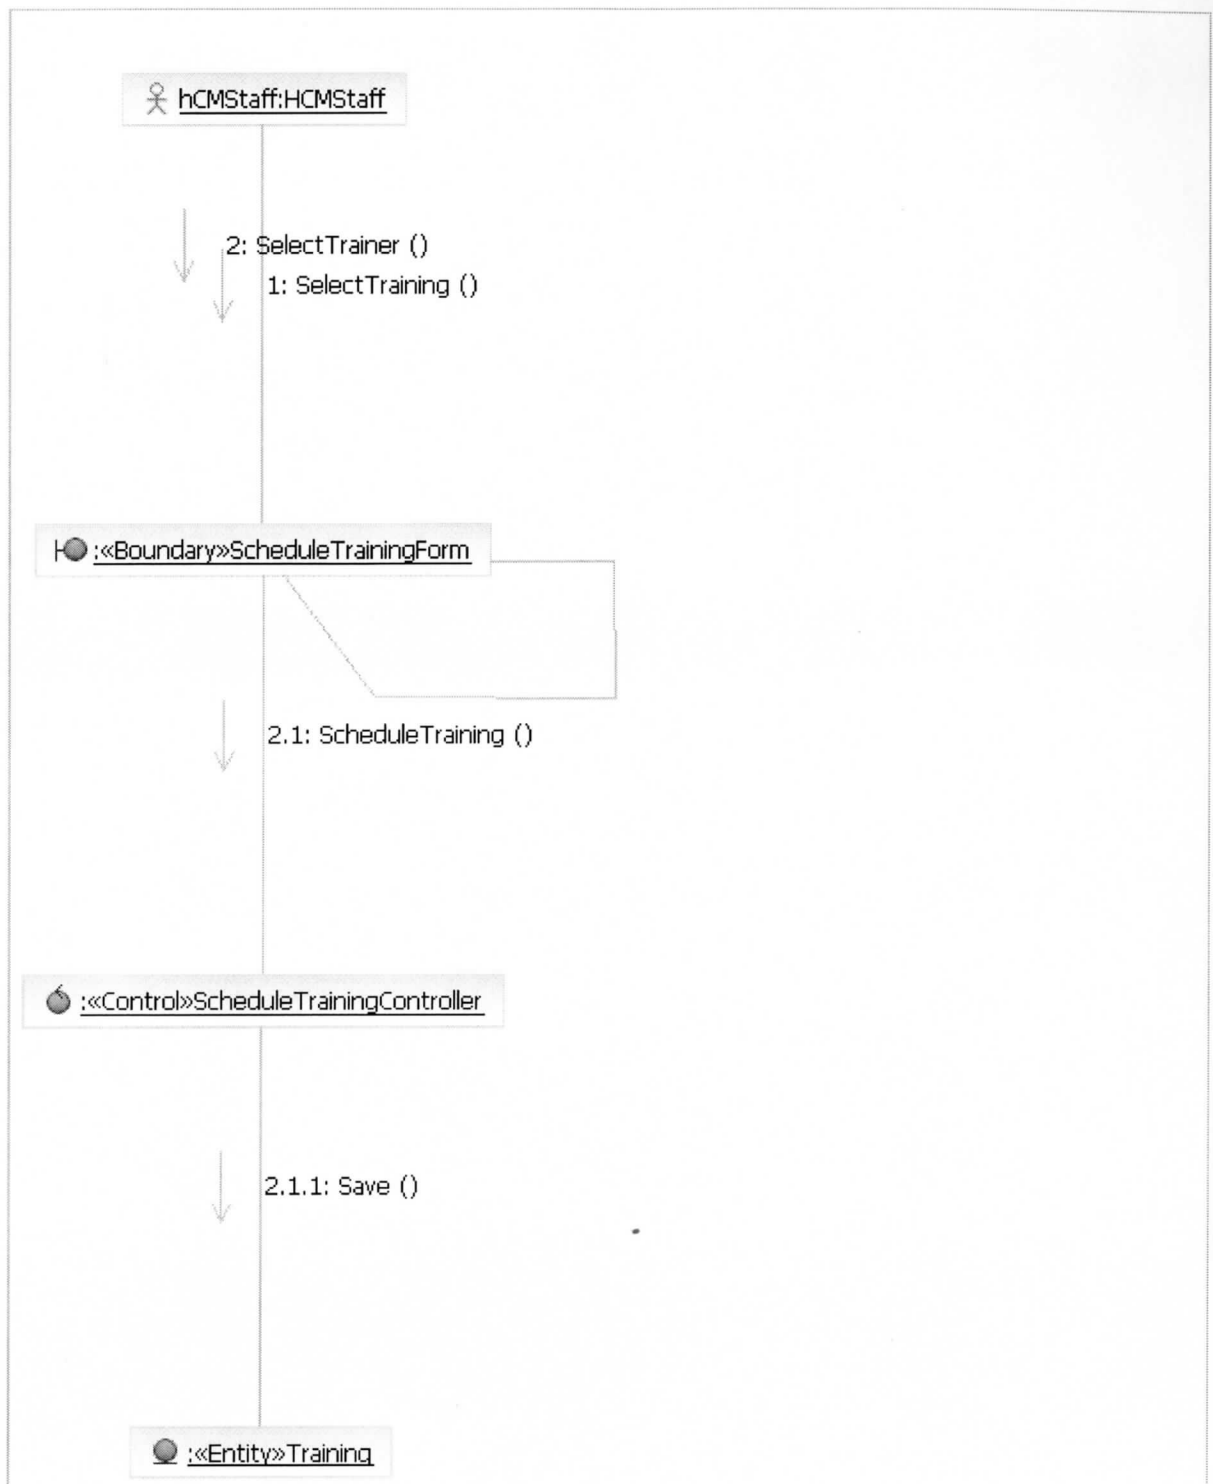 hCMStaff:HCMStaff
2: SelectTrainer ()
1: SelectTraining ()
:«Boundary»ScheduleTrainingForm
2.1: ScheduleTraining ()
:«Control»ScheduleTrainingController
2.1.1: Save ()
:«Entity»Training